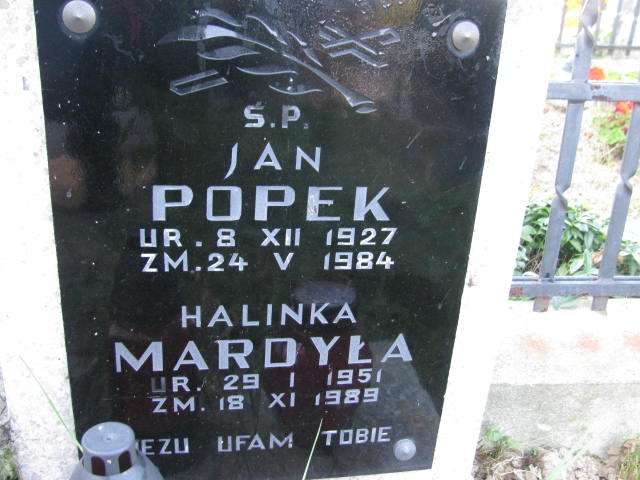 Ś.P.
JAN
POPEK
UR. 8 XII 1927
ZM. 24 V 1984
HALINKA
MARDYŁA
UR. 29 I 1951
ZM. 18 XI 1989
UFAM TOBIE